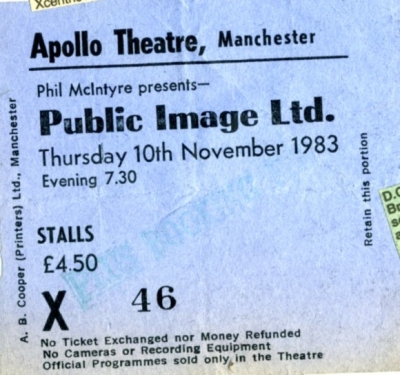 Xcentric
Apollo Theatre, Manchester
Phil McIntyre presents—
Public Image Ltd.
Thursday 10th November 1983
Evening 7.30
STALLS
£4.50
X 46
No Ticket Exchanged nor Money Refunded
No Cameras or Recording Equipment
Official Programmes sold only in the Theatre
A. B. Cooper (Printers) Ltd., Manchester
Retain this portion
D.C